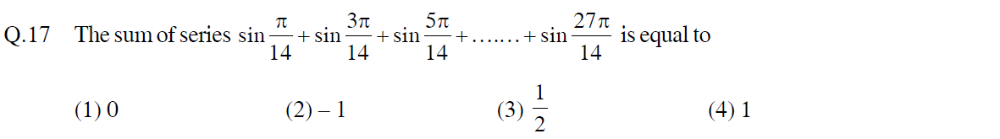 Q.17 The sum of series sin π/14 + sin 3π/14 + sin 5π/14 + ....... + sin 27π/14 is equal to
(1) 0 (2) – 1 (3) 1/2 (4) 1